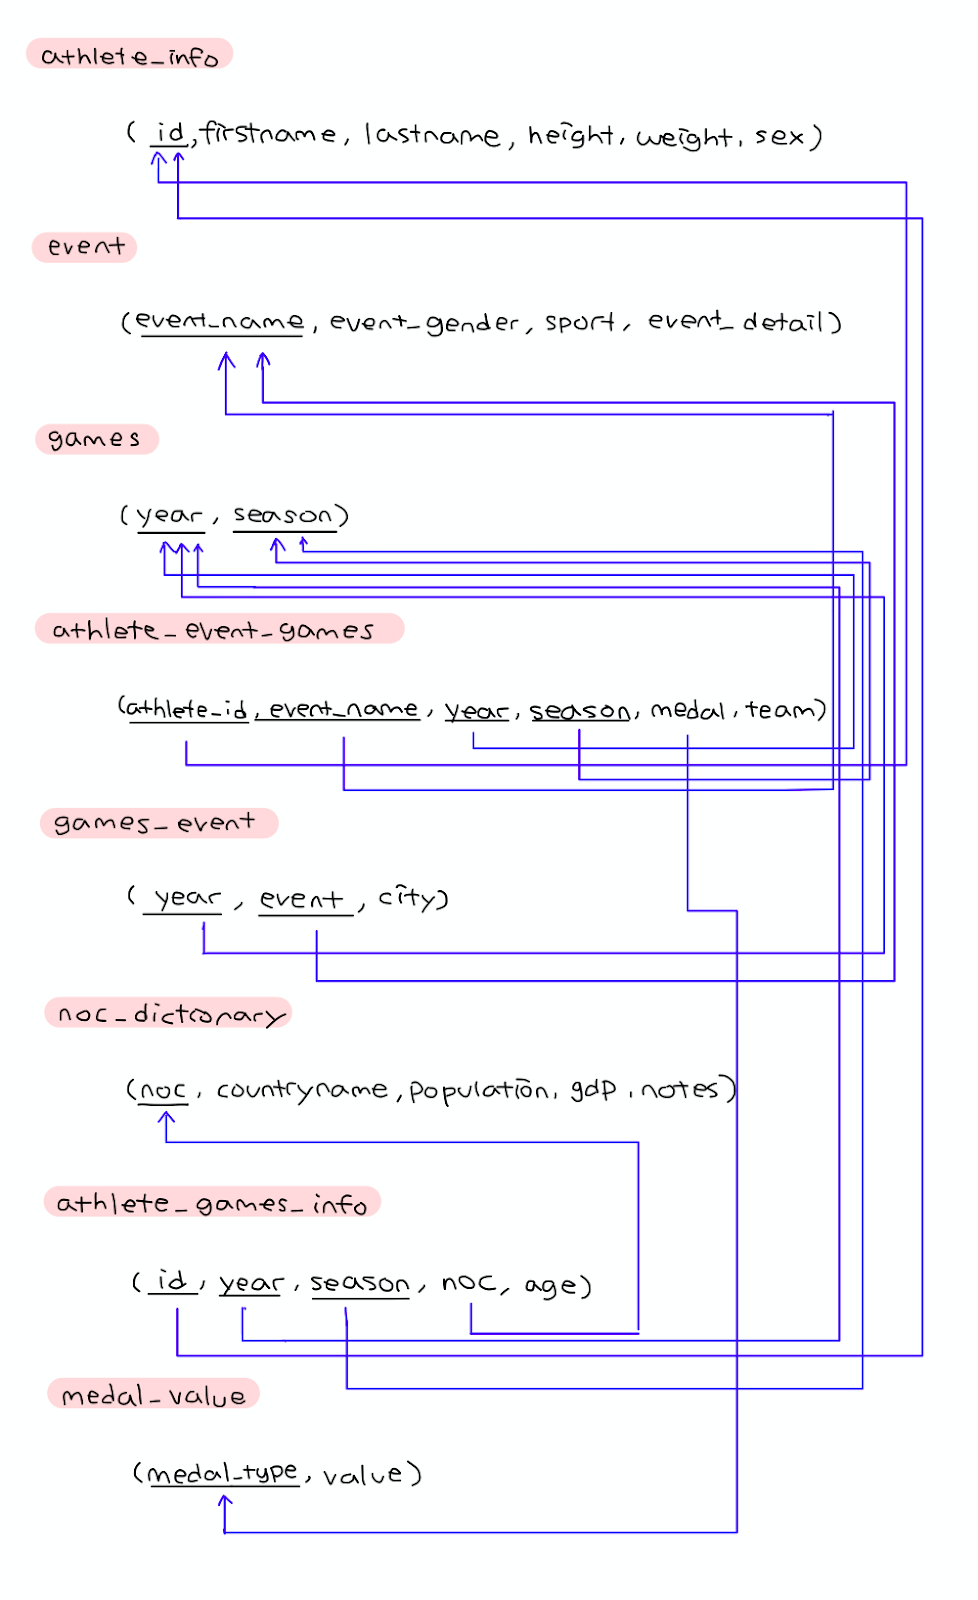 athlete_info
( id, firstname, lastname, height, weight, sex)
event
(event_name, event_gender, sport, event_detail)
games
(year, season)
athlete_event_games
(athlete_id, event_name, year, season, medal, team)
games_event
( year, event, city)
noc_dictionary
(noc, countryname, population, gdp, notes)
athlete_games_info
( id, year, season, noc, age)
medal_value
(medal_type, value)